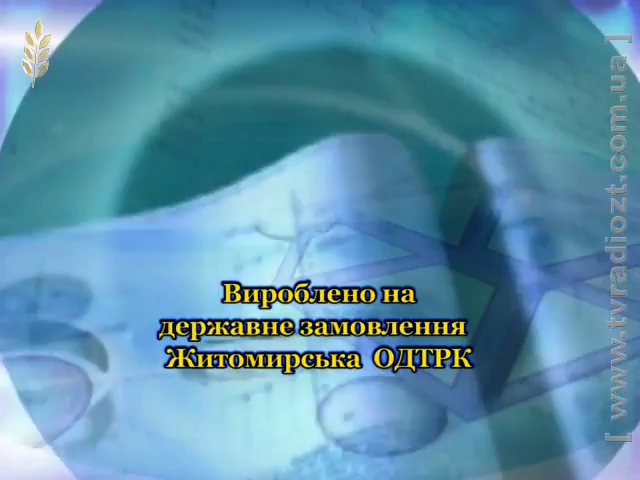 Вироблено на
державне замовлення
Житомирська ОДТРК
[ www.tvradiozt.com.ua ]